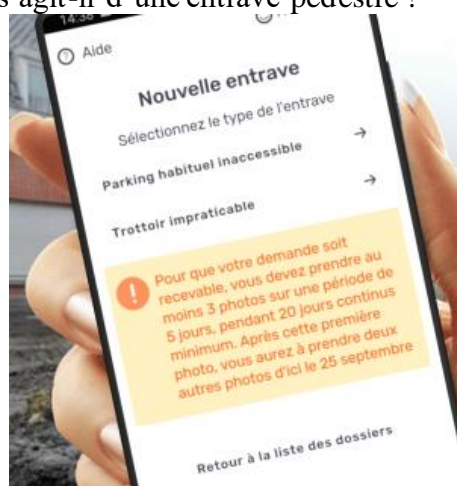 s'agit-il d'une entrave pédestre ?
14:38
Aide
Nouvelle entrave
Sélectionnez le type de l'entrave
Parking habituel inaccessible
Trottoir impraticable
Pour que votre demande soit
recevable, vous devez prendre au
moins 3 photos sur une période de
5 jours, pendant 20 jours continus
minimum. Après cette première
photo, vous aurez à prendre deux
autres photos d'ici le 25 septembre
Retour à la liste des dossiers